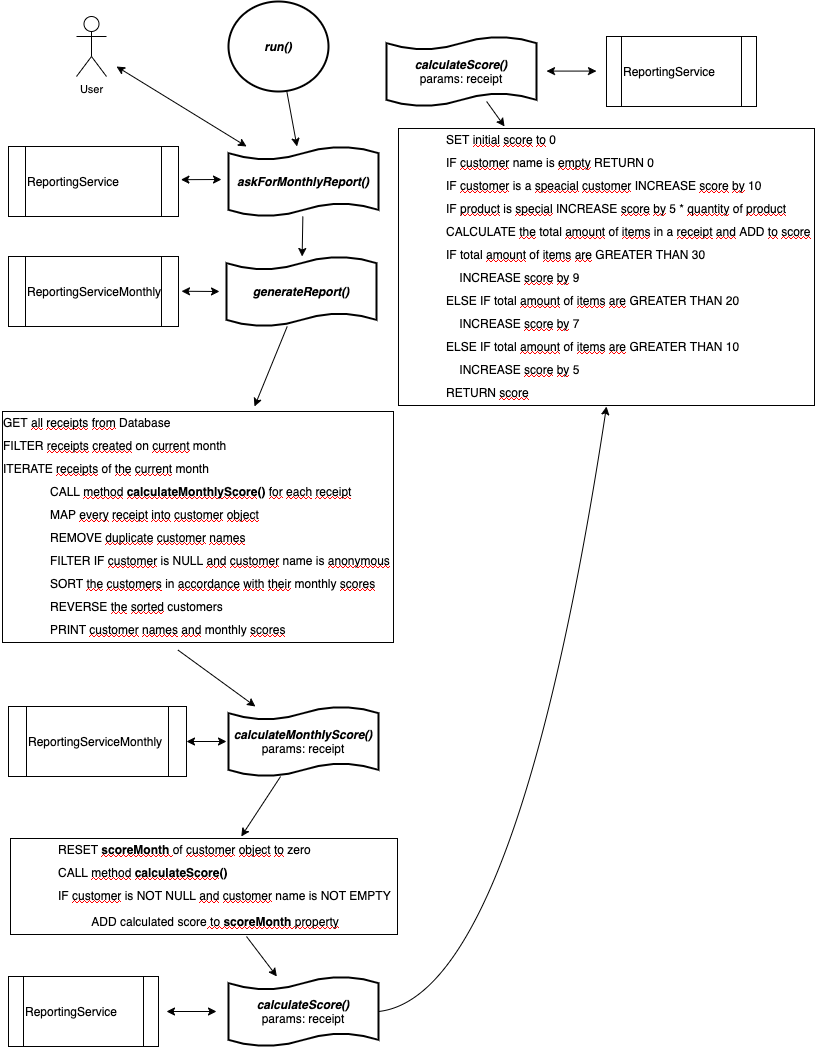 run()
User
calculateScore()
params: receipt
ReportingService
SET initial score to 0
IF customer name is empty RETURN 0
IF customer is a speacial customer INCREASE score by 10
IF product is special INCREASE score by 5 * quantity of product
CALCULATE the total amount of items in a receipt and ADD to score
IF total amount of items are GREATER THAN 30
INCREASE score by 9
ELSE IF total amount of items are GREATER THAN 20
INCREASE score by 7
ELSE IF total amount of items are GREATER THAN 10
INCREASE score by 5
RETURN score
ReportingService
askForMonthlyReport()
ReportingServiceMonthly
generateReport()
GET all receipts from Database
FILTER receipts created on current month
ITERATE receipts of the current month
CALL method calculateMonthlyScore() for each receipt
MAP every receipt into customer object
REMOVE duplicate customer names
FILTER IF customer is NULL and customer name is anonymous
SORT the customers in accordance with their monthly scores
REVERSE the sorted customers
PRINT customer names and monthly scores
ReportingServiceMonthly
calculateMonthlyScore()
params: receipt
RESET scoreMonth of customer object to zero
CALL method calculateScore()
IF customer is NOT NULL and customer name is NOT EMPTY
ADD calculated score to scoreMonth property
ReportingService
calculateScore()
params: receipt